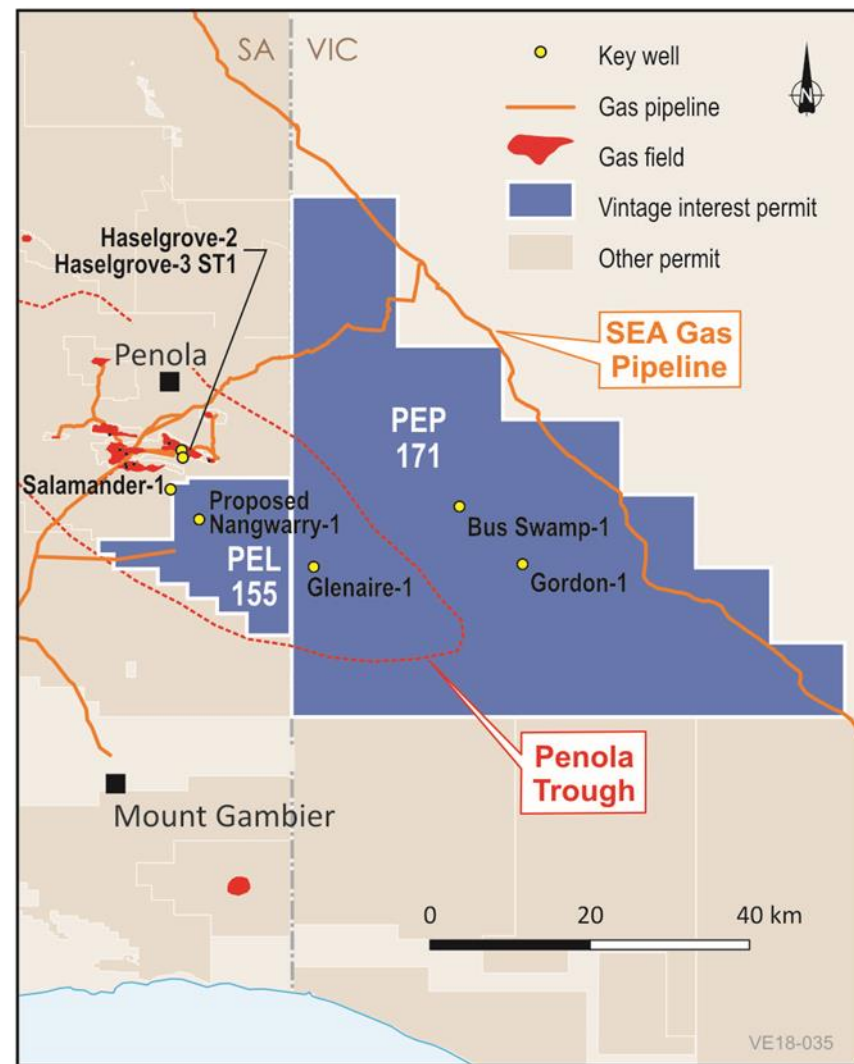 SA VIC
Key well
Gas pipeline
Gas field
Vintage interest permit
Other permit
N
Haselgrove-2
Haselgrove-3 ST1
Penola
SEA Gas
Pipeline
PEP
171
Salamander-1
Proposed
Nangwarry-1
PEL
155
Bus Swamp-1
Glenaire-1
Gordon-1
Penola
Trough
Mount Gambier
0 20 40 km
VE18-035